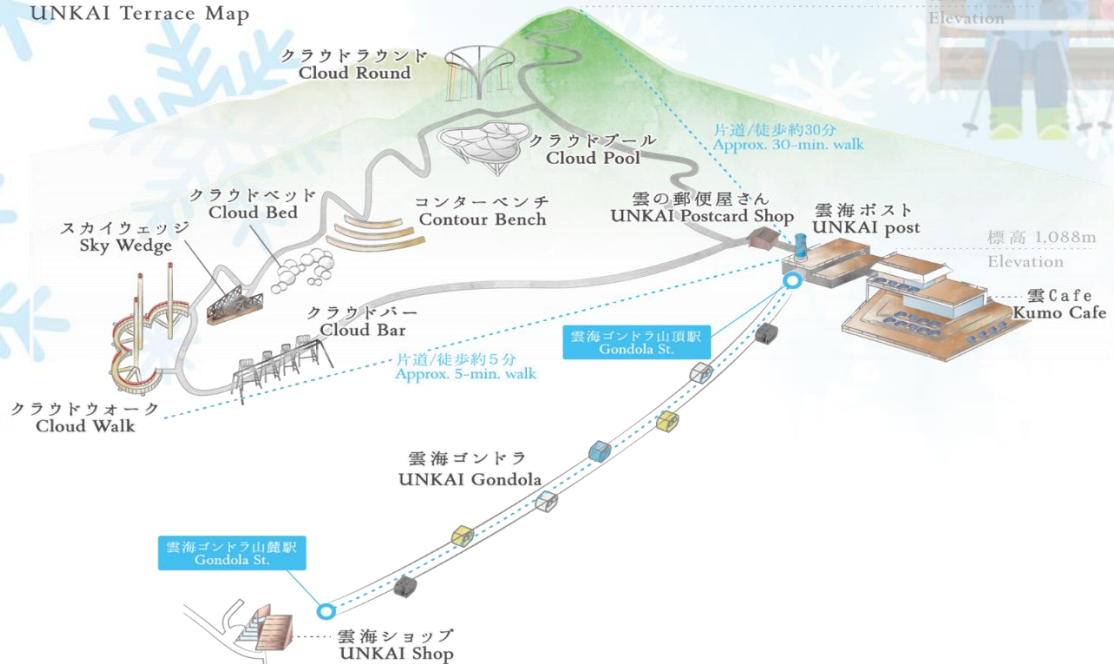 UNKAI Terrace Map
Elevation
クラウドラウンド
Cloud Round
クラウドプール
Cloud Pool
片道/徒歩約30分
Approx. 30-min. walk
クラウドベッド
Cloud Bed
コンターベンチ
Contour Bench
雲の郵便屋さん
UNKAI Postcard Shop
雲海ポスト
UNKAI post
スカイウェッジ
Sky Wedge
標高 1,088m
Elevation
雲Cafe
Kumo Cafe
クラウドバー
Cloud Bar
雲海ゴンドラ山頂駅
Gondola St.
片道/徒歩約5分
Approx. 5-min. walk
クラウドウォーク
Cloud Walk
雲海ゴンドラ
UNKAI Gondola
雲海ゴンドラ山麓駅
Gondola St.
雲海ショップ
UNKAI Shop